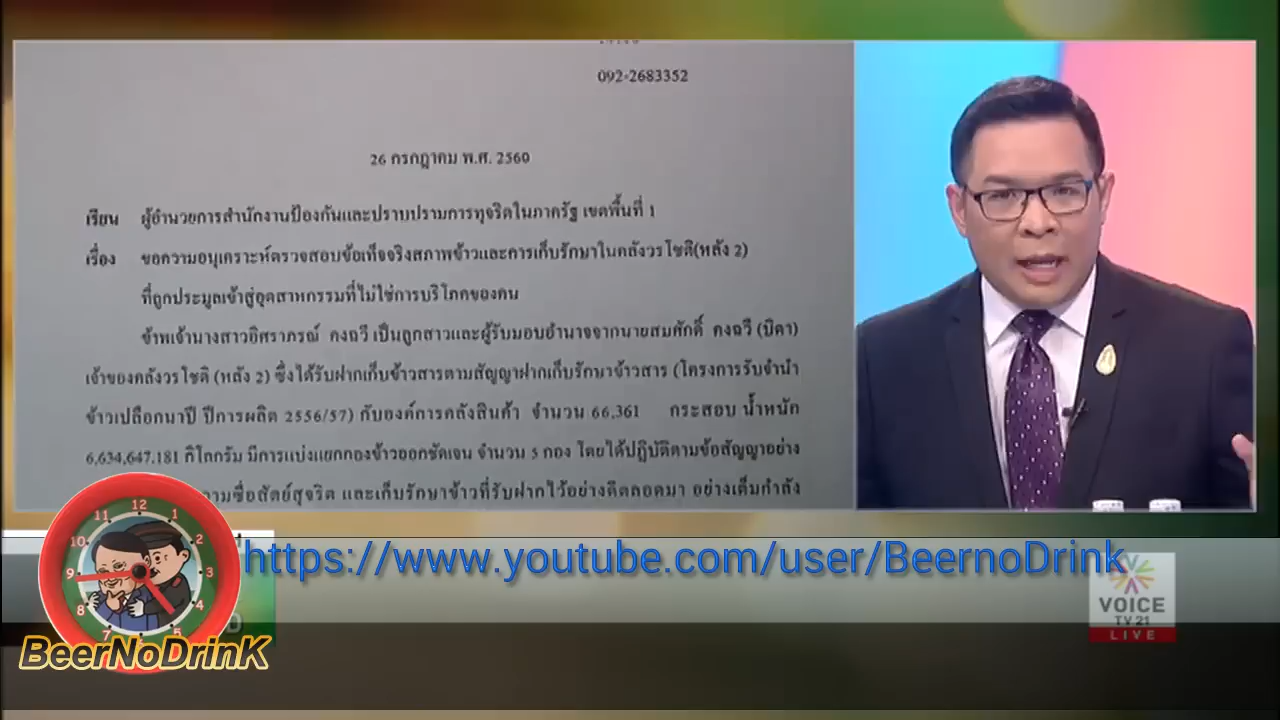 092-2683352
26 กรกฎาคม พ.ศ. 2560
เรียน ผู้อำนวยการสำนักงานป้องกันและปราบปรามการทุจริตในภาครัฐ เขตพื้นที่ 1
เรื่อง ขอความอนุเคราะห์ตรวจสอบข้อเท็จจริงสภาพข้าวและการเก็บรักษาในคลังวรโชติ(หลัง 2)
ที่ถูกประมูลเข้าสู่อุตสาหกรรมที่ไม่ใช่การบริโภคของคน
ข้าพเจ้านางสาวอิศราภรณ์ คงฉวี เป็นลูกสาวและผู้รับมอบอำนาจจากนายสมศักดิ์ คงฉวี (บิดา)
เจ้าของคลังวรโชติ (หลัง 2) ซึ่งได้รับฝากเก็บข้าวสารตามสัญญาฝากเก็บรักษาข้าวสาร (โครงการรับจำนำ
ข้าวเปลือกนาปี ปีการผลิต 2556/57) กับองค์การคลังสินค้า จำนวน 66,361 กระสอบ น้ำหนัก
6,634,647.181 กิโลกรัม มีการแบ่งแยกกองข้าวออกชัดเจน จำนวน 5 กอง โดยได้ปฏิบัติตามข้อสัญญาอย่าง
ซื่อสัตย์สุจริต และเก็บรักษาข้าวที่รับฝากไว้อย่างดีตลอดมา อย่างเต็มกำลัง
https://www.youtube.com/user/BeernoDrink
12
11 1
10 2
9 3
8 4
7 5
BeerNoDrinK
VOICE
TV 21
LIVE